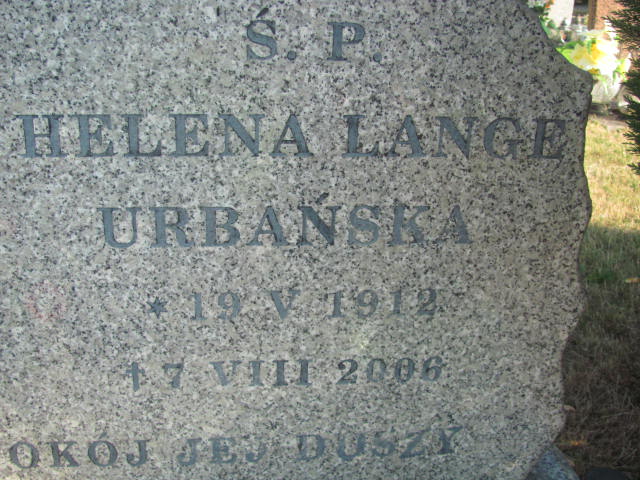 Ś. P.
HELENA LANGE
URBAŃSKA
* 19 V 1912
† 7 VIII 2006
OKÓJ JEJ DUSZY